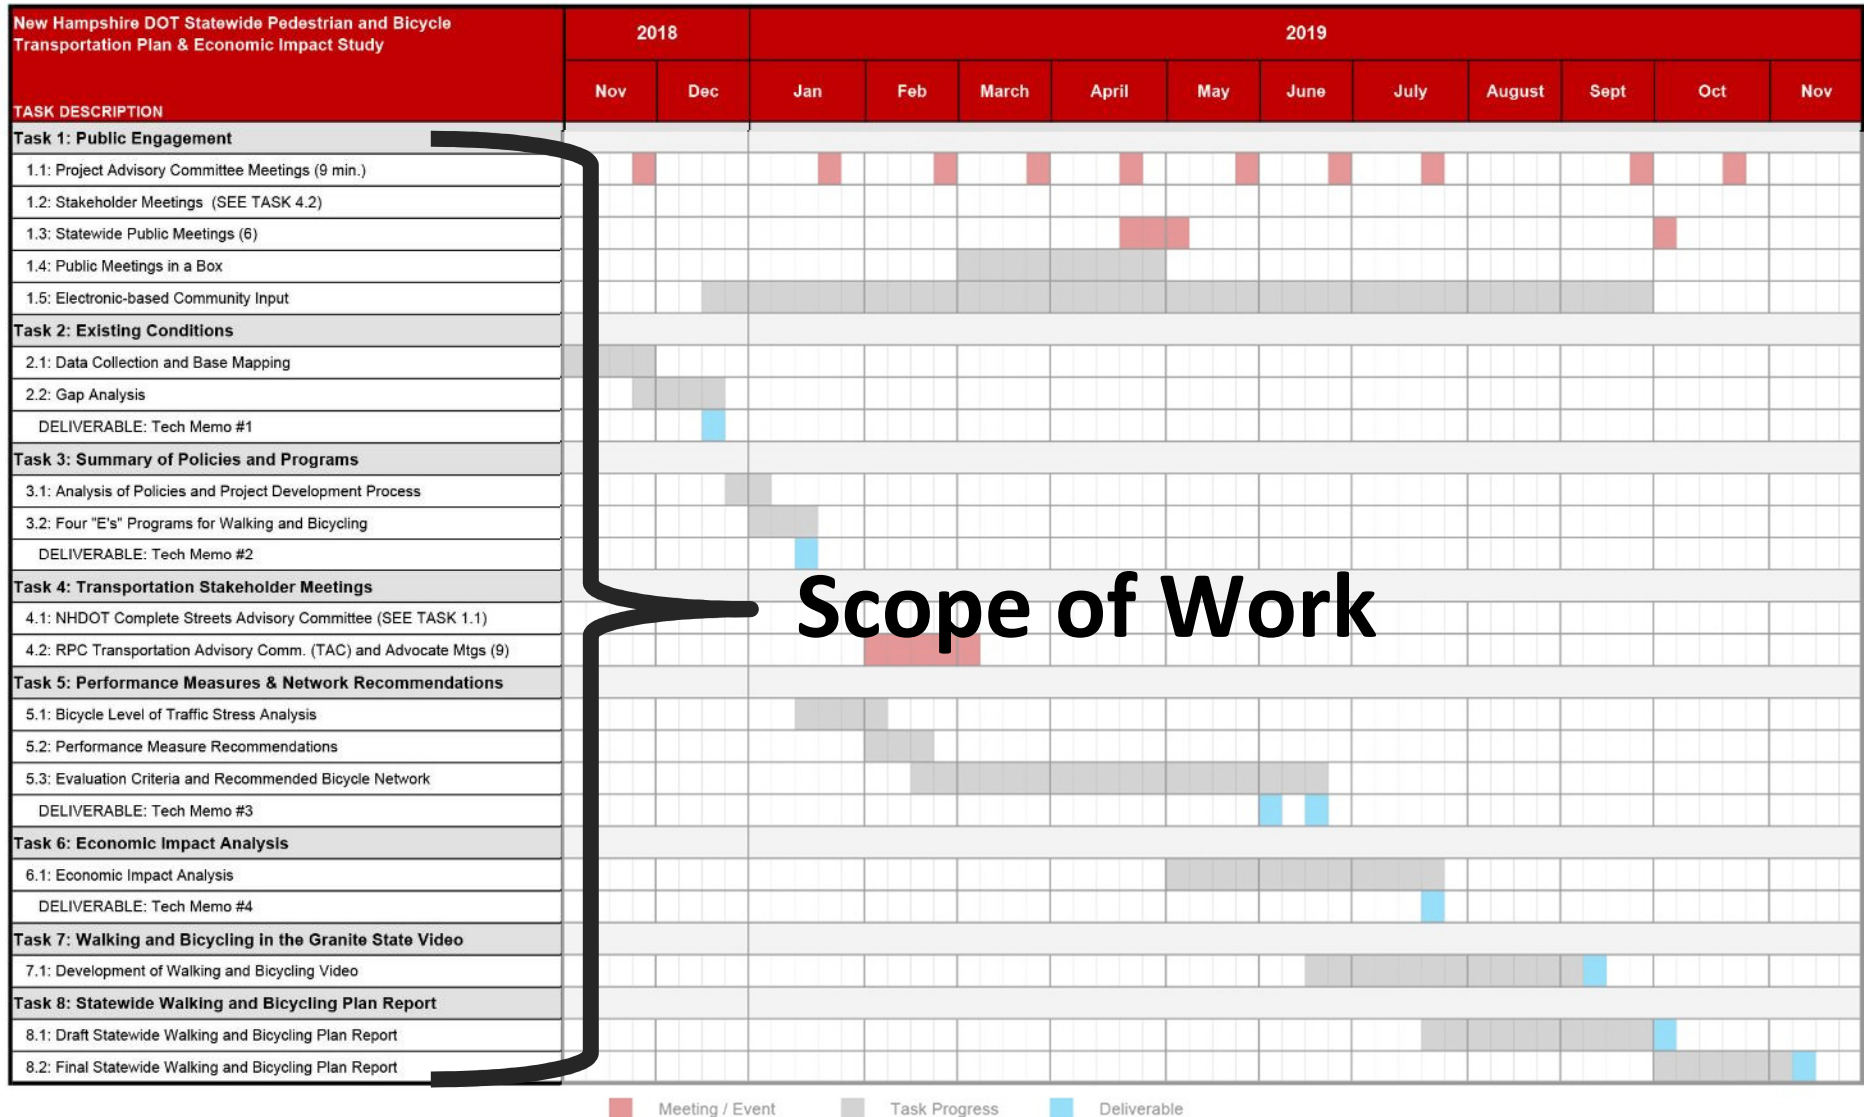 New Hampshire DOT Statewide Pedestrian and Bicycle
Transportation Plan & Economic Impact Study
2018
2019
TASK DESCRIPTION
Nov
Dec
Jan
Feb
March
April
May
June
July
August
Sept
Oct
Nov
Task 1: Public Engagement
1.1: Project Advisory Committee Meetings (9 min.)
1.2: Stakeholder Meetings (SEE TASK 4.2)
1.3: Statewide Public Meetings (6)
1.4: Public Meetings in a Box
1.5: Electronic-based Community Input
Task 2: Existing Conditions
2.1: Data Collection and Base Mapping
2.2: Gap Analysis
DELIVERABLE: Tech Memo #1
Task 3: Summary of Policies and Programs
3.1: Analysis of Policies and Project Development Process
3.2: Four "E's" Programs for Walking and Bicycling
DELIVERABLE: Tech Memo #2
Task 4: Transportation Stakeholder Meetings
4.1: NHDOT Complete Streets Advisory Committee (SEE TASK 1.1)
4.2: RPC Transportation Advisory Comm. (TAC) and Advocate Mtgs (9)
Task 5: Performance Measures & Network Recommendations
5.1: Bicycle Level of Traffic Stress Analysis
5.2: Performance Measure Recommendations
5.3: Evaluation Criteria and Recommended Bicycle Network
DELIVERABLE: Tech Memo #3
Task 6: Economic Impact Analysis
6.1: Economic Impact Analysis
DELIVERABLE: Tech Memo #4
Task 7: Walking and Bicycling in the Granite State Video
7.1: Development of Walking and Bicycling Video
Task 8: Statewide Walking and Bicycling Plan Report
8.1: Draft Statewide Walking and Bicycling Plan Report
8.2: Final Statewide Walking and Bicycling Plan Report
Scope of Work
Meeting / Event
Task Progress
Deliverable